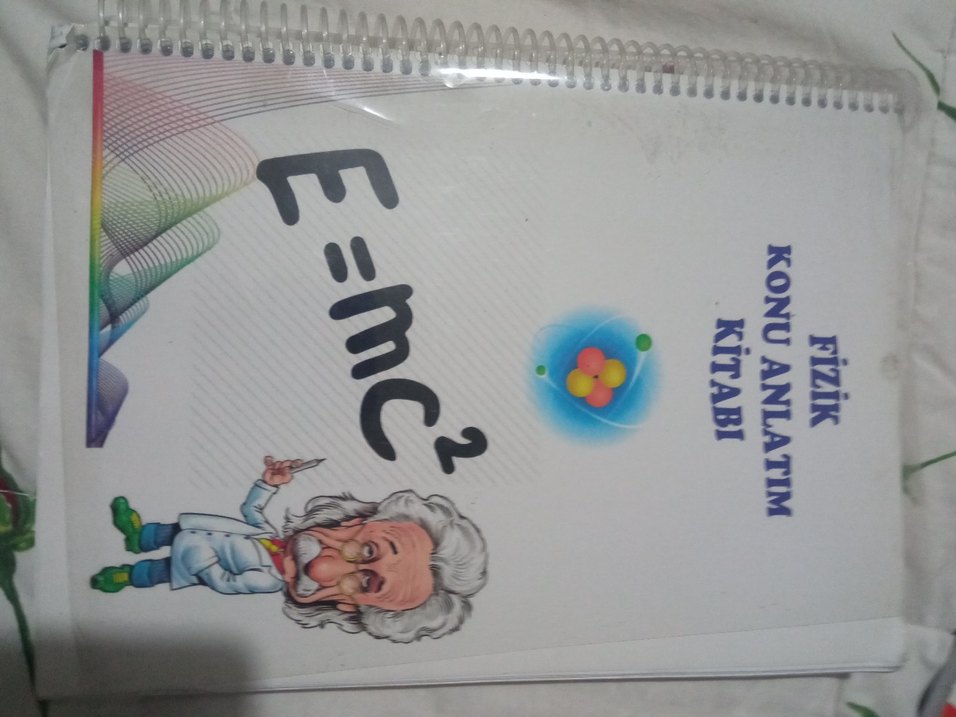 FİZİK
KONU ANLATIM
KİTABI
E=mc²